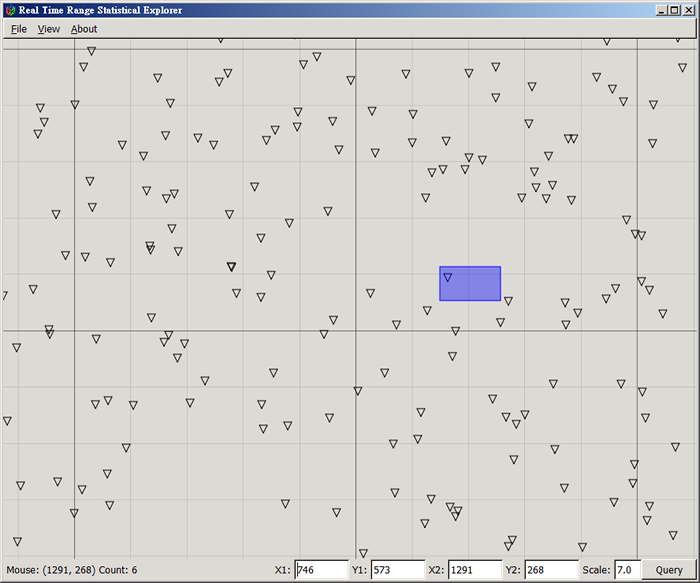 Real Time Range Statistical Explorer
File View About
Mouse: (1291, 268) Count: 6 X1: 746 Y1: 573 X2: 1291 Y2: 268 Scale: 7.0 Query